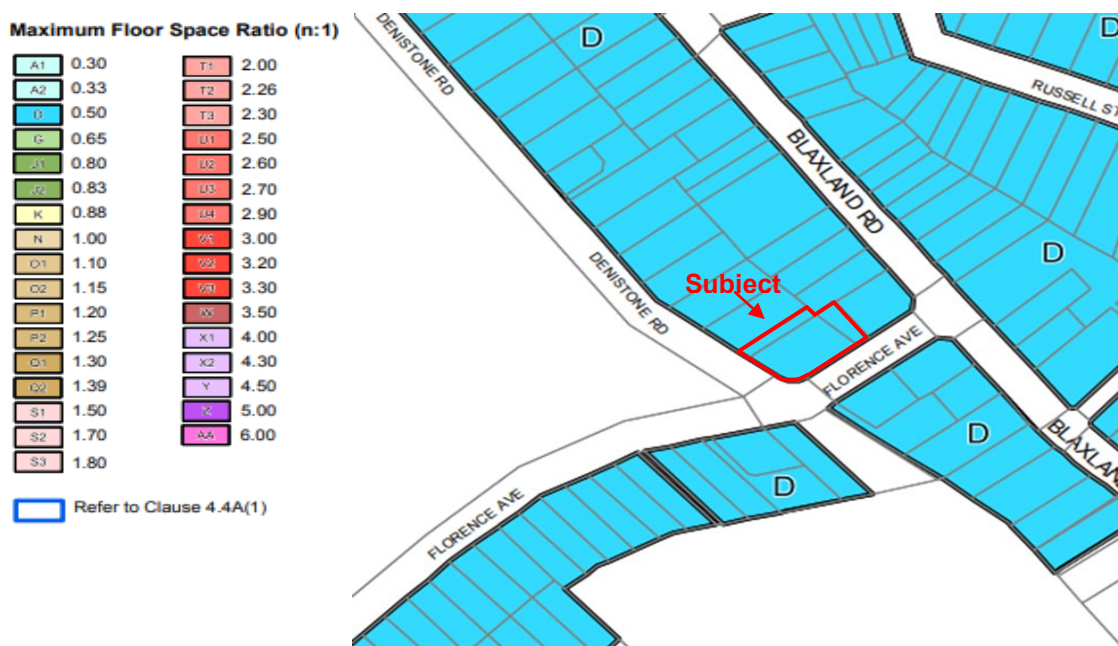 Maximum Floor Space Ratio (n:1)
A1 0.30
A2 0.33
D 0.50
G 0.65
J1 0.80
J2 0.83
K 0.88
N 1.00
O1 1.10
O2 1.15
P1 1.20
P2 1.25
Q1 1.30
Q2 1.39
S1 1.50
S2 1.70
S3 1.80
T1 2.00
T2 2.26
T3 2.30
U1 2.50
U2 2.60
U3 2.70
U4 2.90
V1 3.00
V2 3.20
V3 3.30
W 3.50
X1 4.00
X2 4.30
Y 4.50
Z 5.00
AA 6.00
Refer to Clause 4.4A(1)
DENISTONE RD
D
D
RUSSELL ST
BLAXLAND RD
D
DENISTONE RD
Subject
FLORENCE AVE
D
BLAXLAN
D
FLORENCE AVE